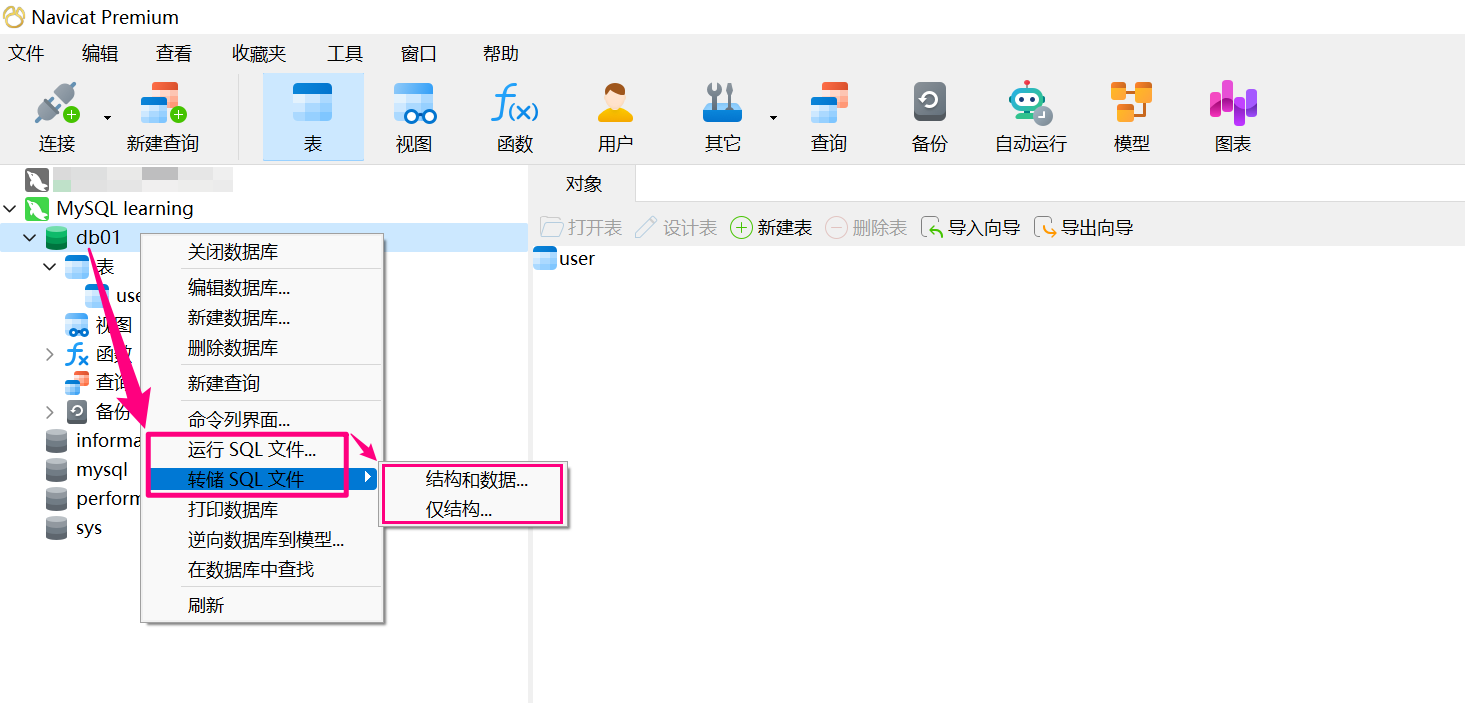 Navicat Premium
文件 编辑 查看 收藏夹 工具 窗口 帮助
连接 新建查询 表 视图 函数 用户 其它 查询 备份 自动运行 模型 图表
对象
打开表 设计表 新建表 删除表 导入向导 导出向导
user
MySQL learning
db01
表
use
视图
函数
查询
备份
informa
mysql
perform
sys
关闭数据库
编辑数据库...
新建数据库...
删除数据库
新建查询
命令列界面...
运行 SQL 文件...
转储 SQL 文件
打印数据库
逆向数据库到模型...
在数据库中查找
刷新
结构和数据...
仅结构...